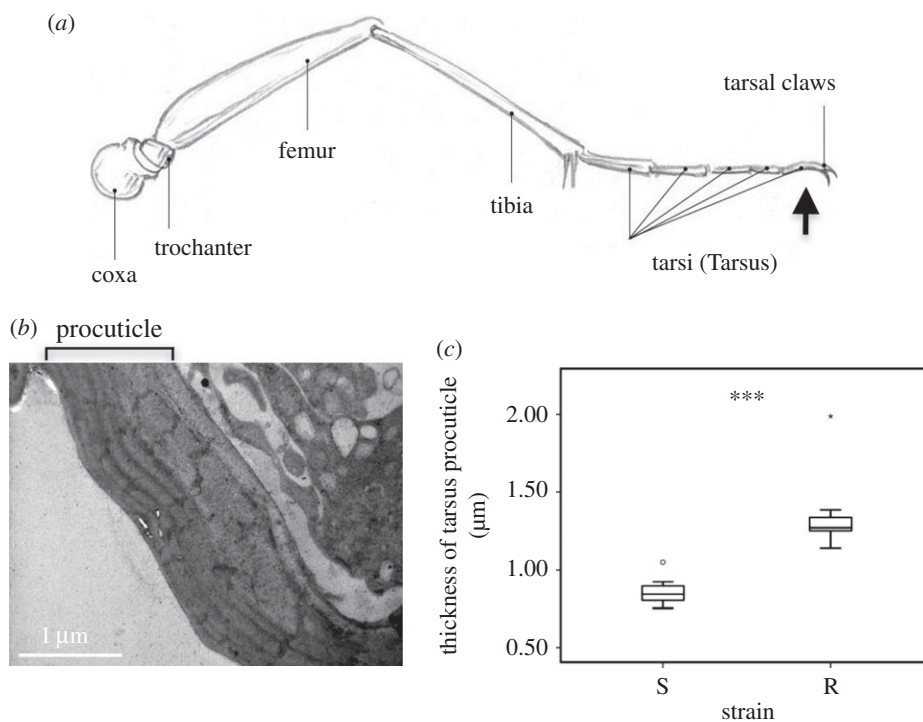 (a)
tarsal claws
femur
tibia
trochanter
coxa
tarsi (Tarsus)
(b) procuticle
1 µm
(c)
thickness of tarsus procuticle
(µm)
2.00
1.50
1.00
0.50
***
S R
strain